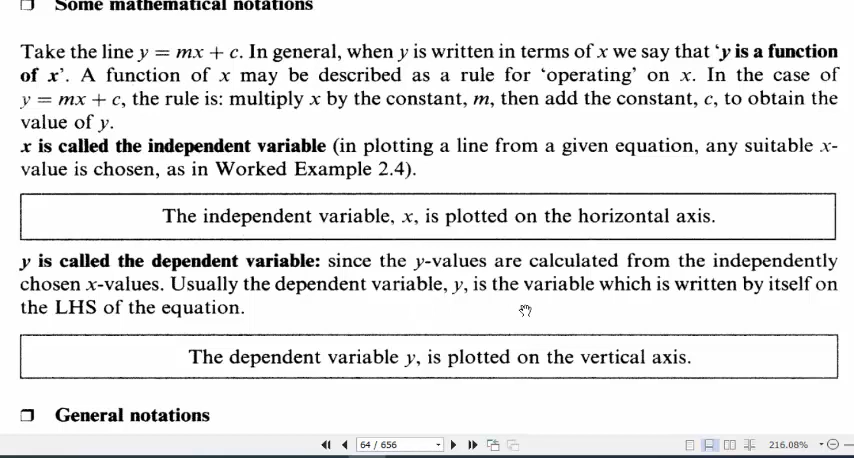 ❒ Some mathematical notations
Take the line y = mx + c. In general, when y is written in terms of x we say that ‘y is a function
of x’. A function of x may be described as a rule for ‘operating’ on x. In the case of
y = mx + c, the rule is: multiply x by the constant, m, then add the constant, c, to obtain the
value of y.
x is called the independent variable (in plotting a line from a given equation, any suitable x-
value is chosen, as in Worked Example 2.4).
The independent variable, x, is plotted on the horizontal axis.
y is called the dependent variable: since the y-values are calculated from the independently
chosen x-values. Usually the dependent variable, y, is the variable which is written by itself on
the LHS of the equation.
The dependent variable y, is plotted on the vertical axis.
❒ General notations
64 / 656 216.08%